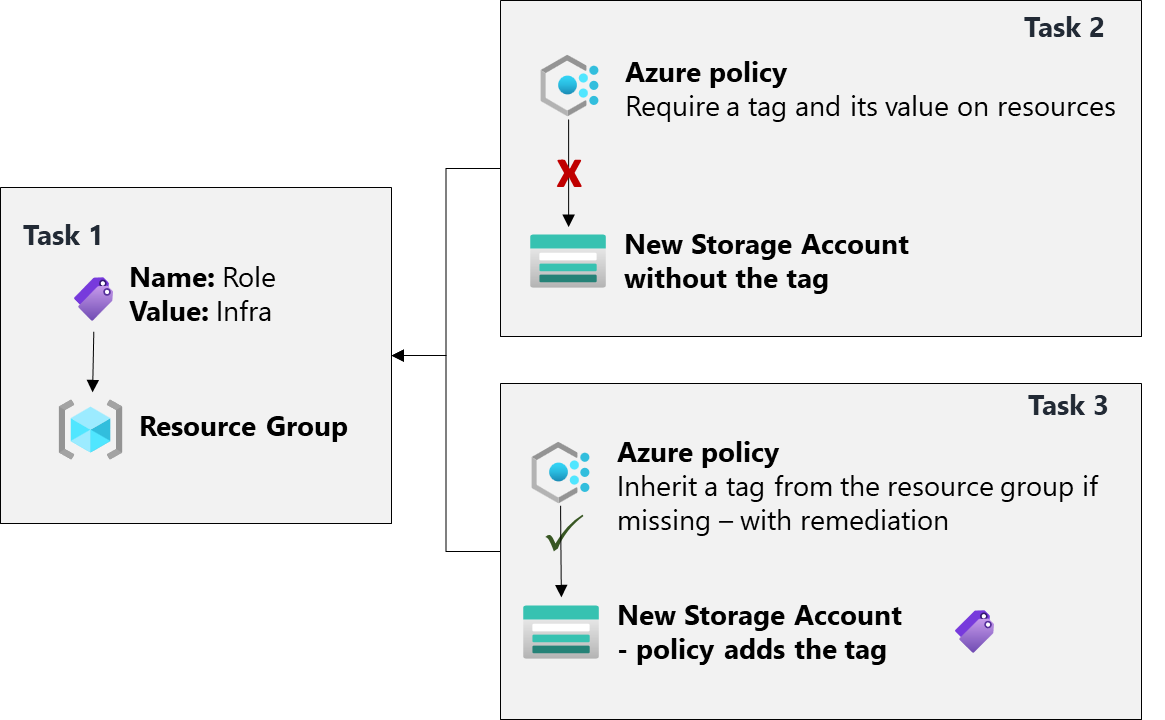 Task 1
Name: Role
Value: Infra
Resource Group
Task 2
Azure policy
Require a tag and its value on resources
X
New Storage Account
without the tag
Task 3
Azure policy
Inherit a tag from the resource group if
missing – with remediation
New Storage Account
- policy adds the tag